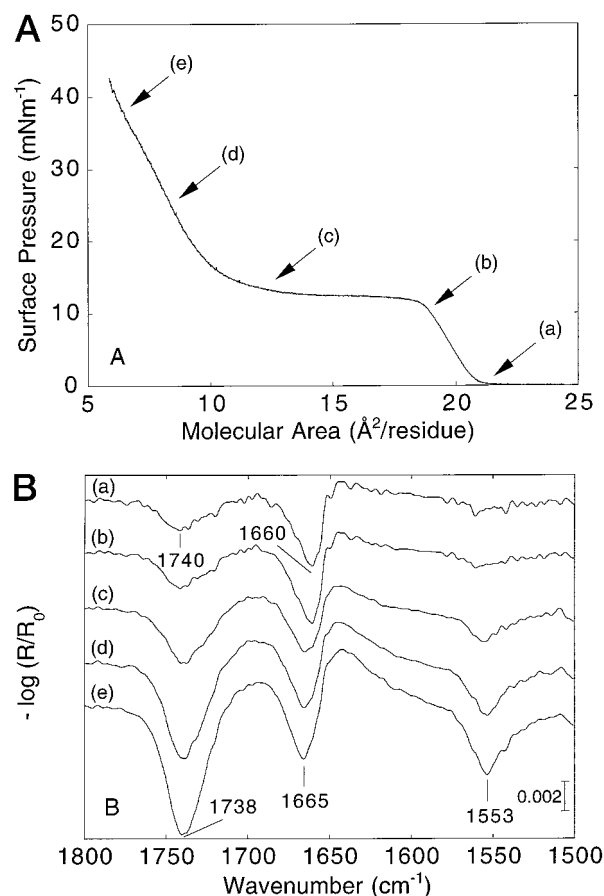 A
50
40
30
20
10
0
Surface Pressure (mNm⁻¹)
(e)
(d)
(c)
(b)
(a)
A
5 10 15 20 25
Molecular Area (Å²/residue)
B
(a)
(b)
(c)
(d)
(e)
1740
1660
- log (R/R₀)
B
1738
1665
1553
0.002
1800 1750 1700 1650 1600 1550 1500
Wavenumber (cm⁻¹)